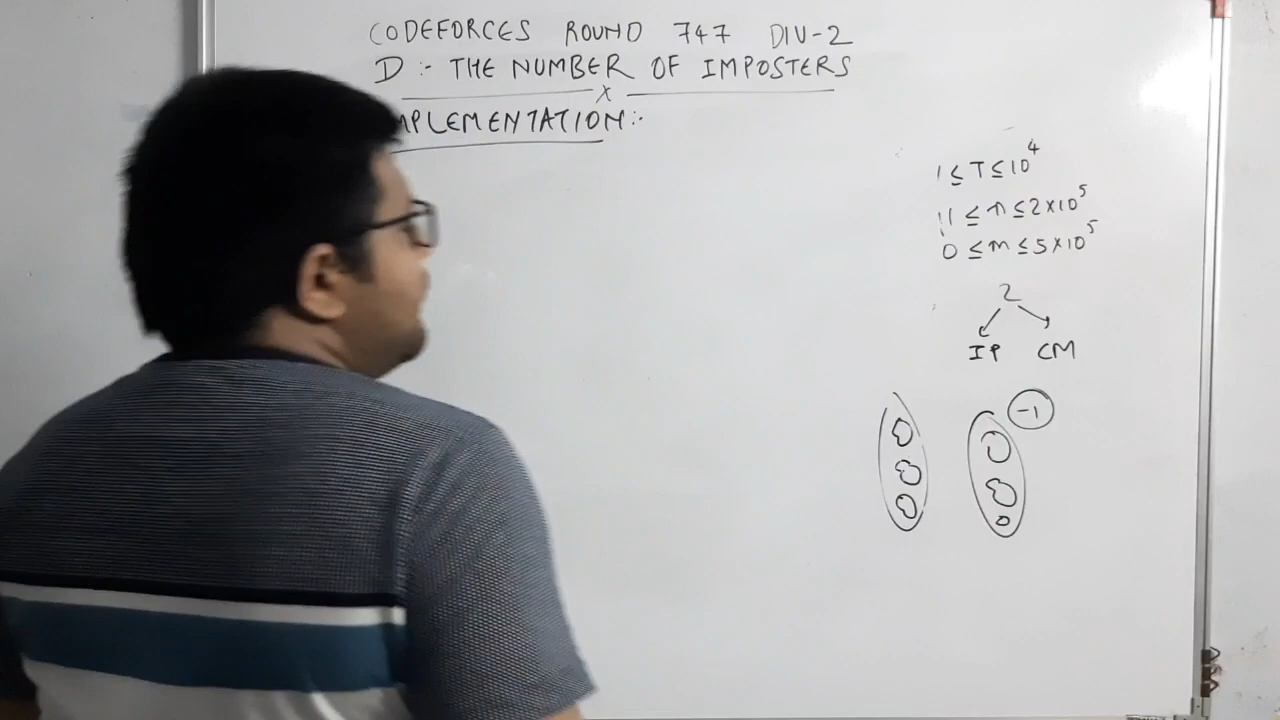 CODEFORCES ROUND 747 DIV-2
D :- THE NUMBER OF IMPOSTERS
x
MPLEMENTATION:-
1 ≤ T ≤ 10^4
1 ≤ n ≤ 2×10^5
0 ≤ m ≤ 5×10^5
2
IP CM
-1